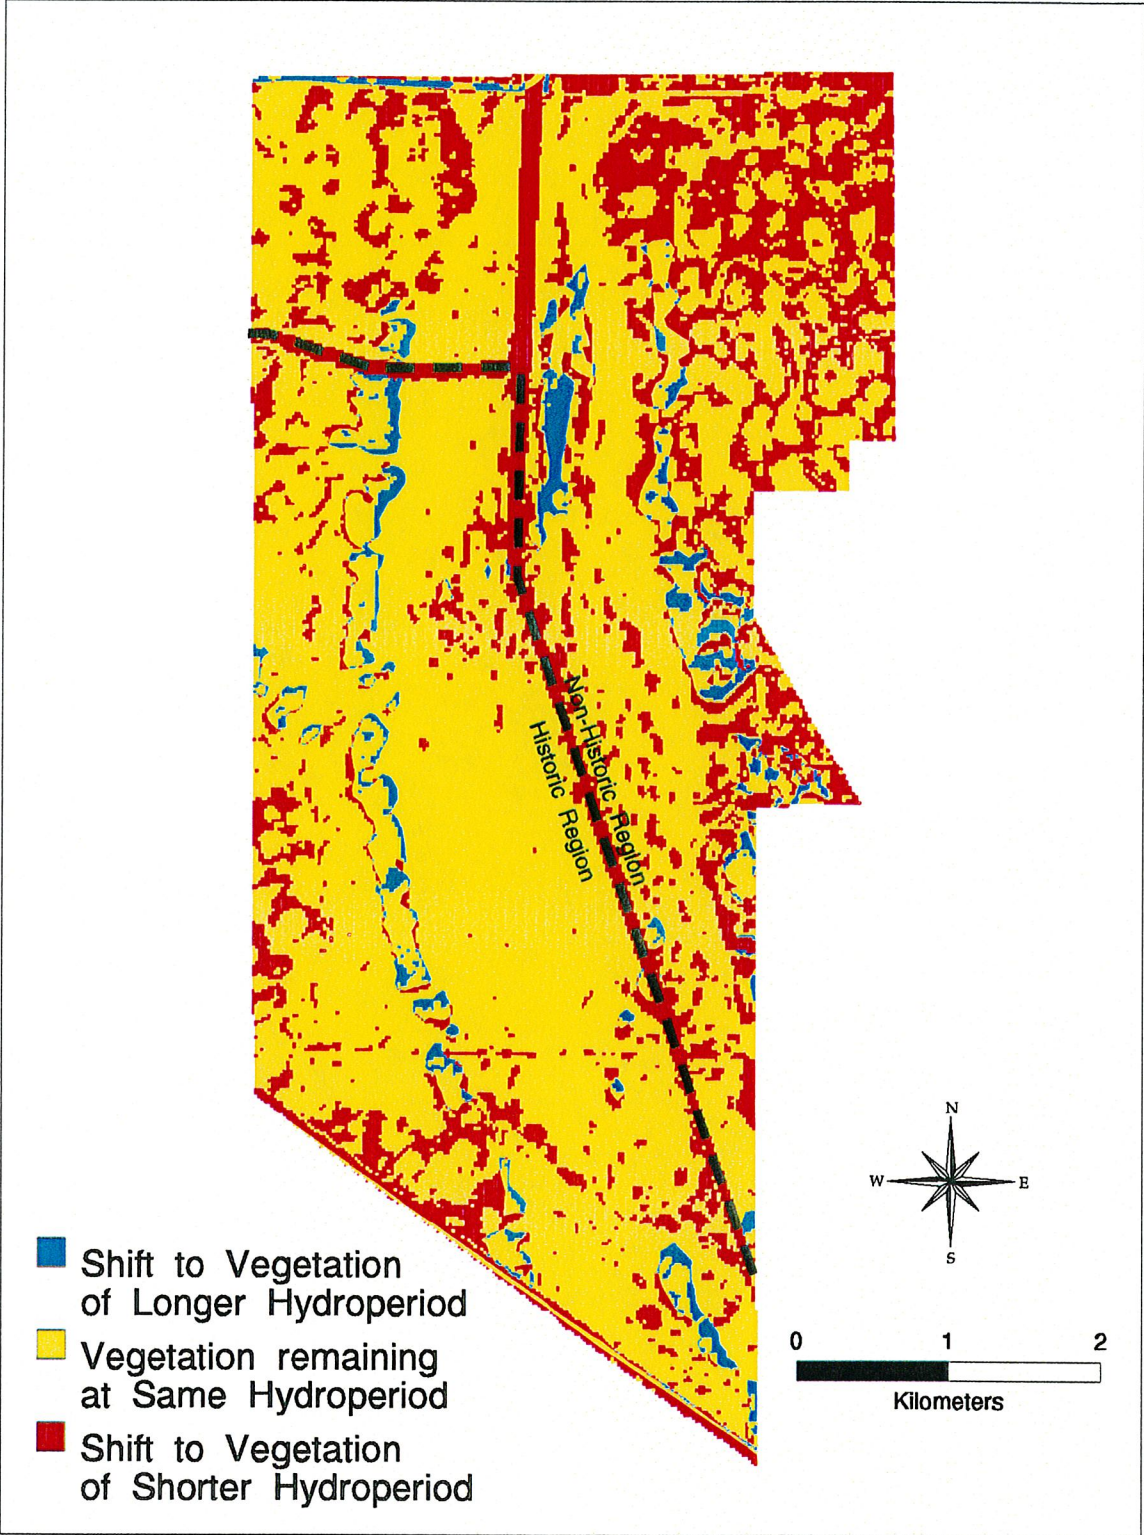 Non-Historic Region
Historic Region
N
W E
S
Shift to Vegetation
of Longer Hydroperiod
Vegetation remaining
at Same Hydroperiod
Shift to Vegetation
of Shorter Hydroperiod
0 1 2
Kilometers